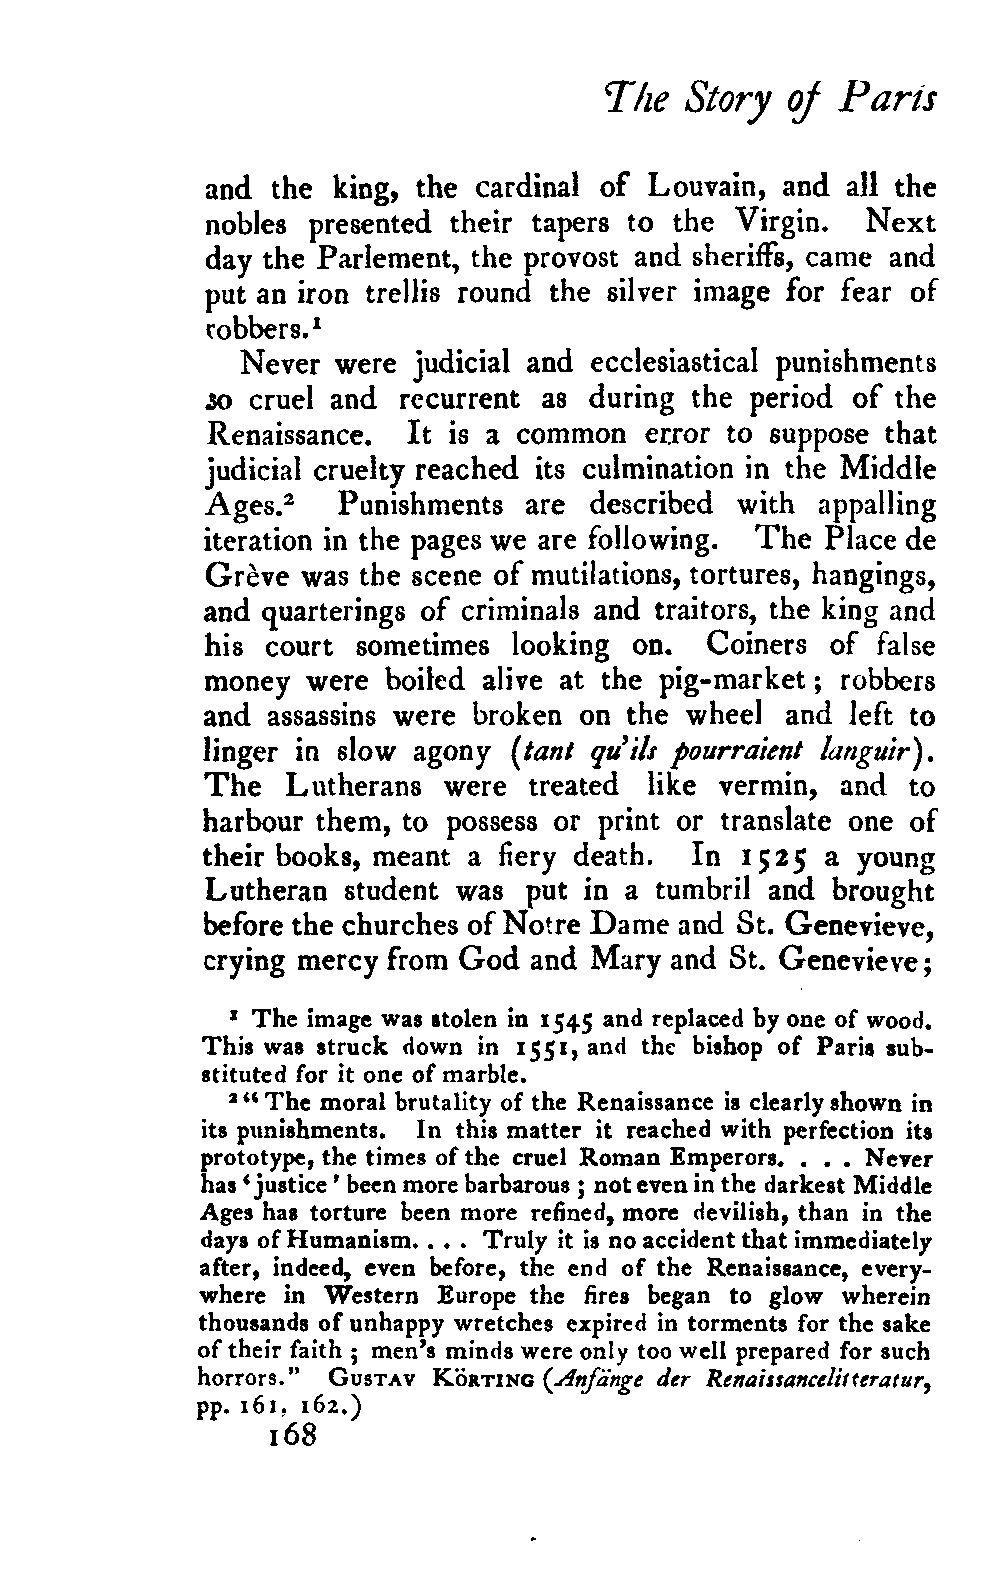 The Story of Paris
and the king, the cardinal of Louvain, and all the
nobles presented their tapers to the Virgin. Next
day the Parlement, the provost and sheriffs, came and
put an iron trellis round the silver image for fear of
robbers.¹
Never were judicial and ecclesiastical punishments
so cruel and recurrent as during the period of the
Renaissance. It is a common error to suppose that
judicial cruelty reached its culmination in the Middle
Ages.² Punishments are described with appalling
iteration in the pages we are following. The Place de
Grève was the scene of mutilations, tortures, hangings,
and quarterings of criminals and traitors, the king and
his court sometimes looking on. Coiners of false
money were boiled alive at the pig-market; robbers
and assassins were broken on the wheel and left to
linger in slow agony (tant qu'ils pourraient languir).
The Lutherans were treated like vermin, and to
harbour them, to possess or print or translate one of
their books, meant a fiery death. In 1525 a young
Lutheran student was put in a tumbril and brought
before the churches of Notre Dame and St. Genevieve,
crying mercy from God and Mary and St. Genevieve;
¹ The image was stolen in 1545 and replaced by one of wood.
This was struck down in 1551, and the bishop of Paris sub-
stituted for it one of marble.
² "The moral brutality of the Renaissance is clearly shown in
its punishments. In this matter it reached with perfection its
prototype, the times of the cruel Roman Emperors. . . . Never
has 'justice' been more barbarous; not even in the darkest Middle
Ages has torture been more refined, more devilish, than in the
days of Humanism. . . . Truly it is no accident that immediately
after, indeed, even before, the end of the Renaissance, every-
where in Western Europe the fires began to glow wherein
thousands of unhappy wretches expired in torments for the sake
of their faith; men's minds were only too well prepared for such
horrors." GUSTAV KÖRTING (Anfänge der Renaissancelitteratur,
pp. 161, 162.)
168